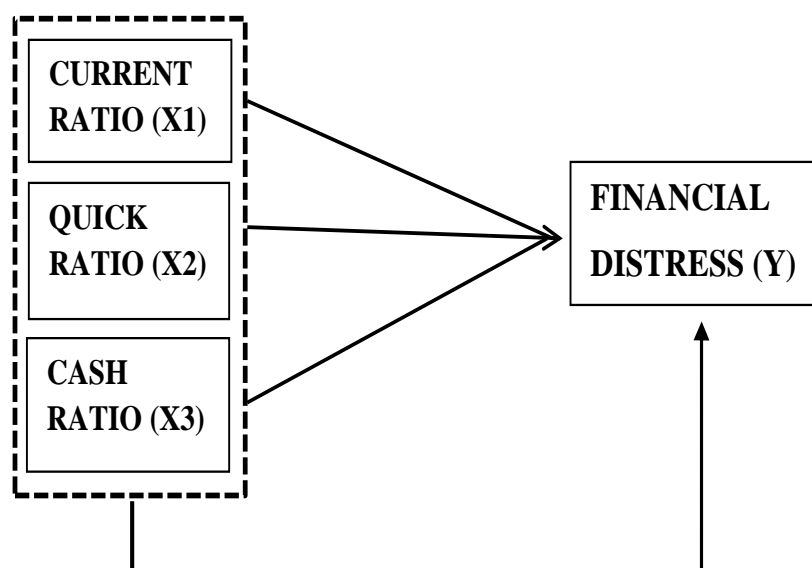 CURRENT
RATIO (X1)
QUICK
RATIO (X2)
CASH
RATIO (X3)
FINANCIAL
DISTRESS (Y)